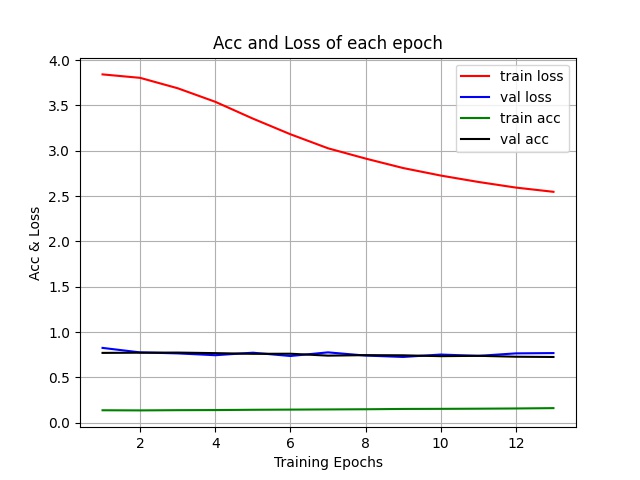 Acc and Loss of each epoch
4.0
3.5
3.0
2.5
2.0
1.5
1.0
0.5
0.0
Acc & Loss
train loss
val loss
train acc
val acc
2
4
6
8
10
12
Training Epochs